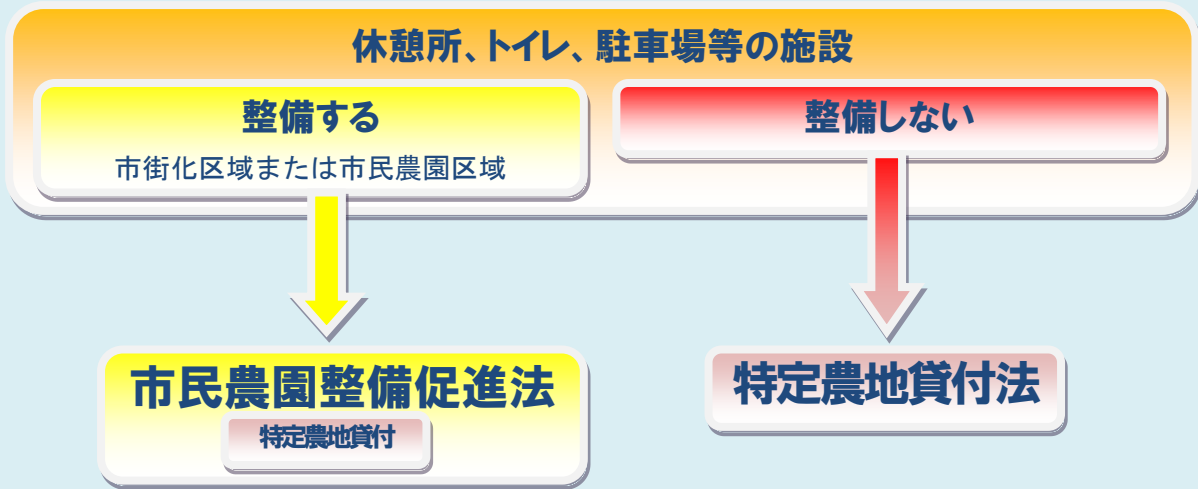 休憩所、トイレ、駐車場等の施設
整備する
市街化区域または市民農園区域
整備しない
市民農園整備促進法
特定農地貸付
特定農地貸付法